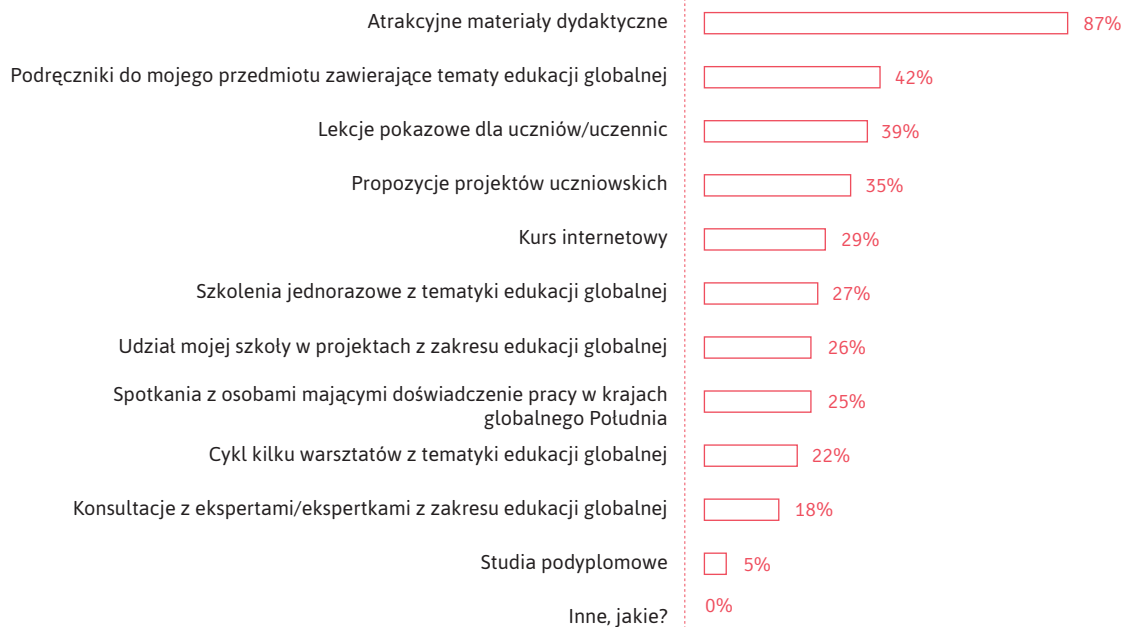 Atrakcyjne materiały dydaktyczne 87%
Podręczniki do mojego przedmiotu zawierające tematy edukacji globalnej 42%
Lekcje pokazowe dla uczniów/uczennic 39%
Propozycje projektów uczniowskich 35%
Kurs internetowy 29%
Szkolenia jednorazowe z tematyki edukacji globalnej 27%
Udział mojej szkoły w projektach z zakresu edukacji globalnej 26%
Spotkania z osobami mającymi doświadczenie pracy w krajach
globalnego Południa 25%
Cykl kilku warsztatów z tematyki edukacji globalnej 22%
Konsultacje z ekspertami/ekspertkami z zakresu edukacji globalnej 18%
Studia podyplomowe 5%
Inne, jakie? 0%